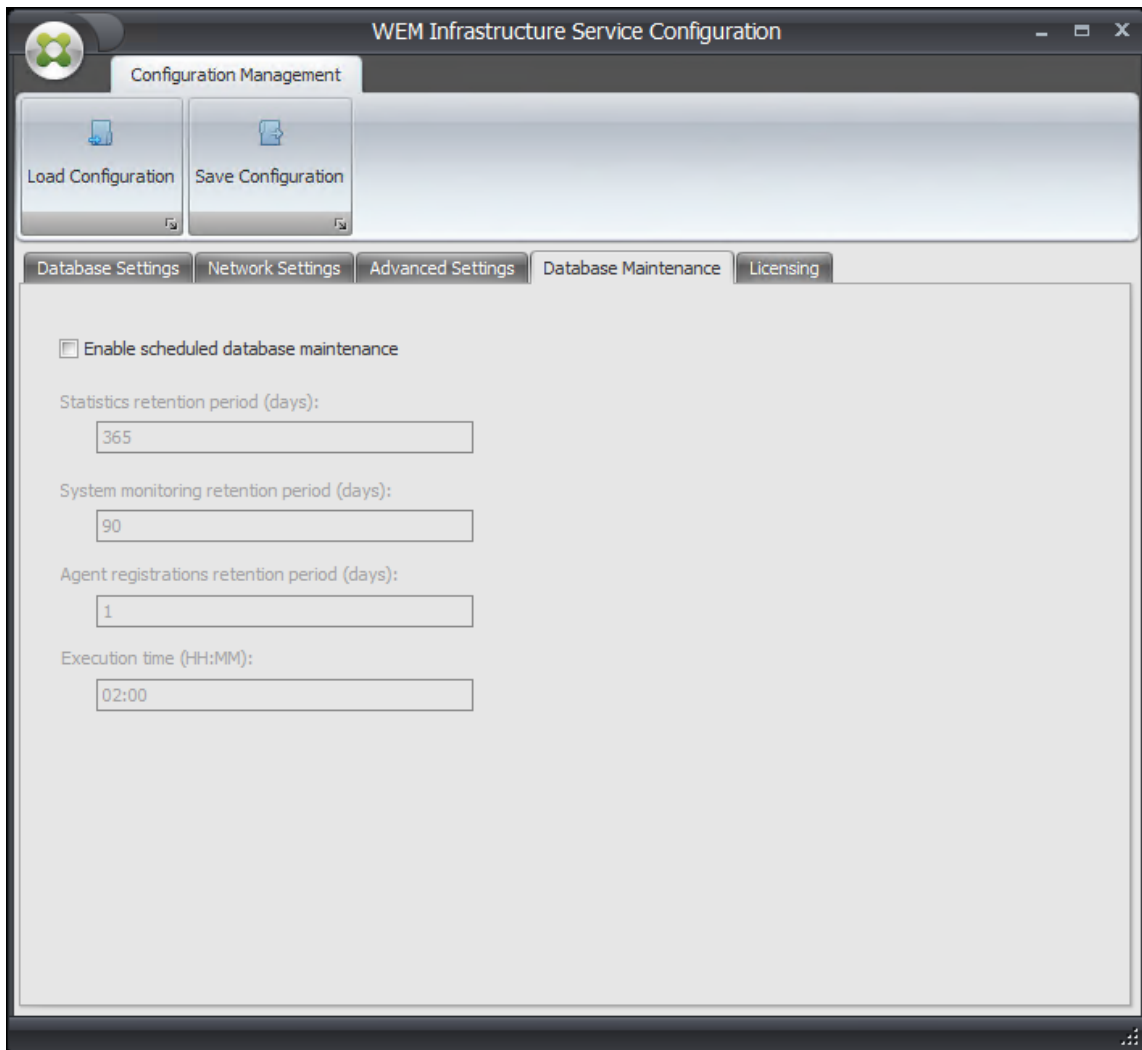 WEM Infrastructure Service Configuration
Configuration Management
Load Configuration
Save Configuration
Database Settings
Network Settings
Advanced Settings
Database Maintenance
Licensing
Enable scheduled database maintenance
Statistics retention period (days):
365
System monitoring retention period (days):
90
Agent registrations retention period (days):
1
Execution time (HH:MM):
02:00